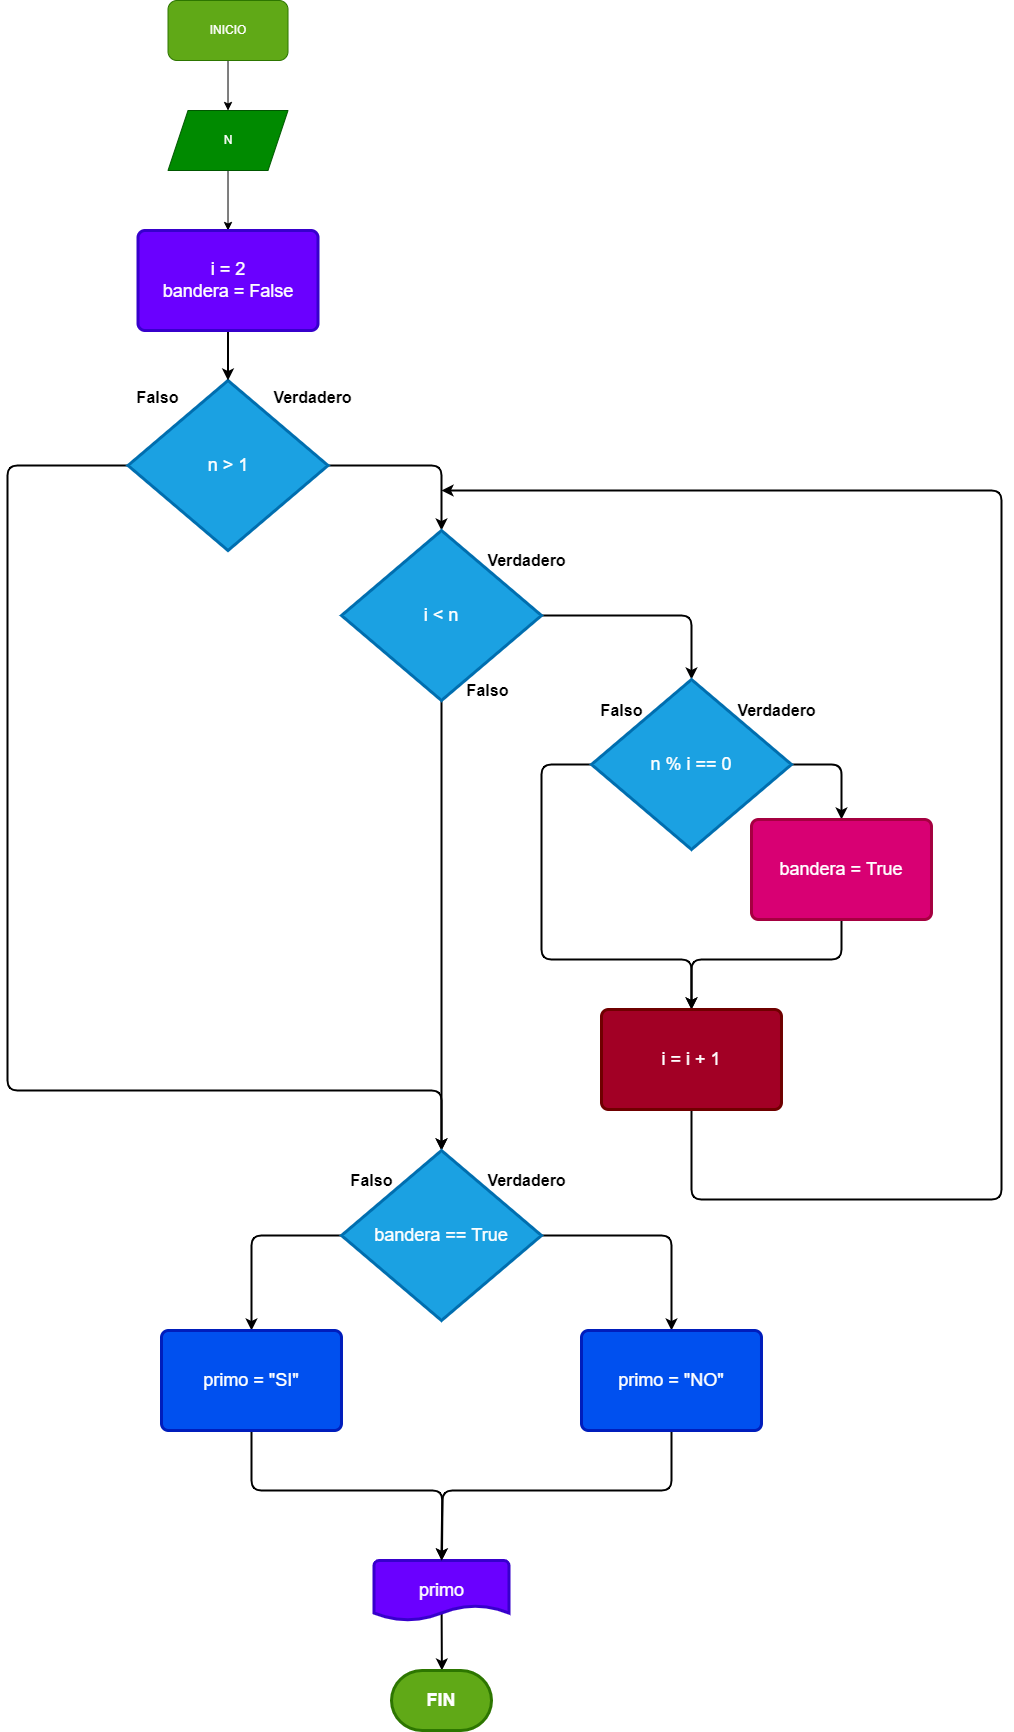 INICIO
N
i = 2
bandera = False
Falso
Verdadero
n > 1
Verdadero
i < n
Falso
Falso
Verdadero
n % i == 0
bandera = True
i = i + 1
Falso
Verdadero
bandera == True
primo = "SI"
primo = "NO"
primo
FIN